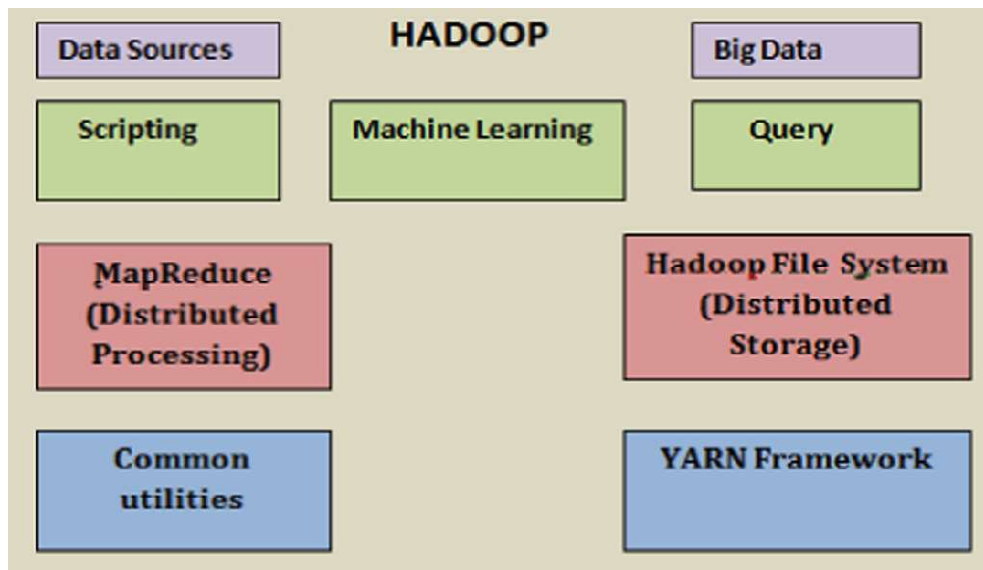 HADOOP
Data Sources
Big Data
Scripting
Machine Learning
Query
MapReduce
(Distributed
Processing)
Hadoop File System
(Distributed
Storage)
Common
utilities
YARN Framework